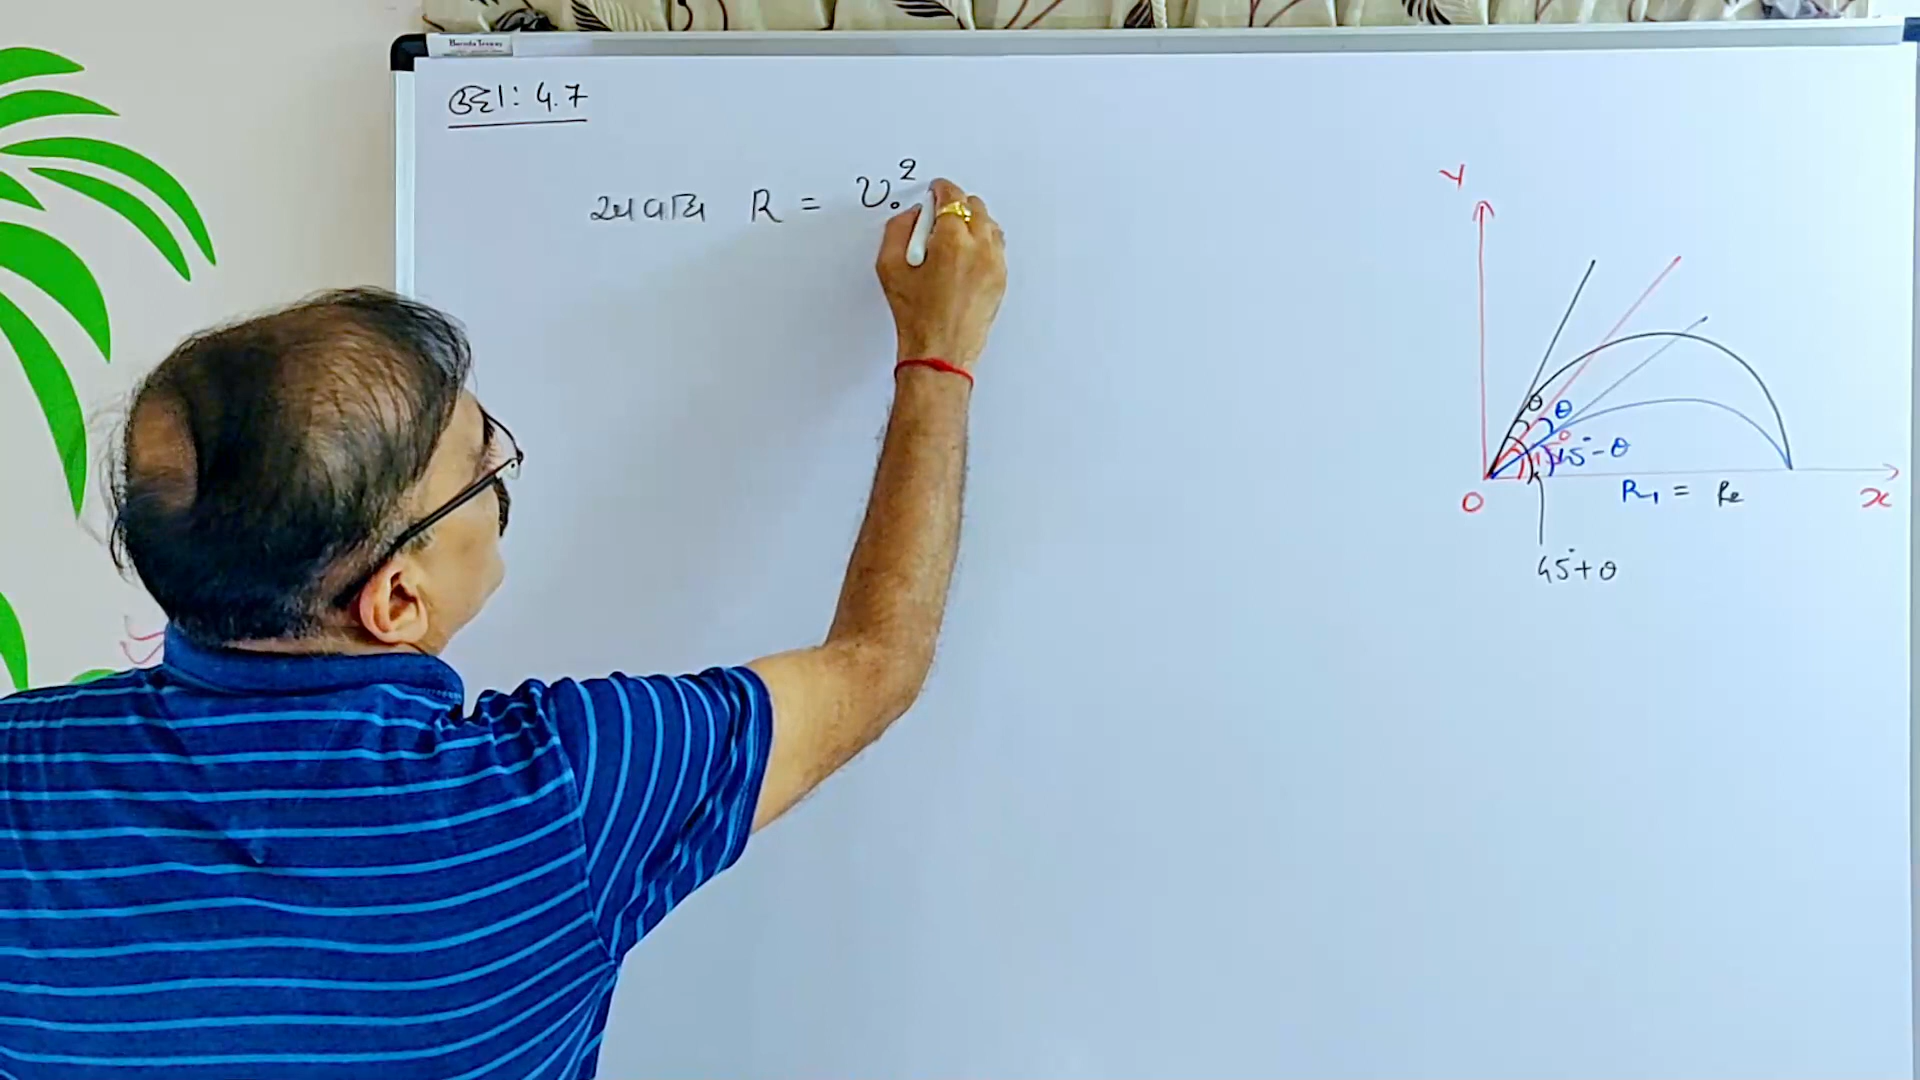 ઉદા: 4.7
અવધિ R = v₀²
y
θ
θ
45° - θ
O
R₁ = R₂
x
45° + θ